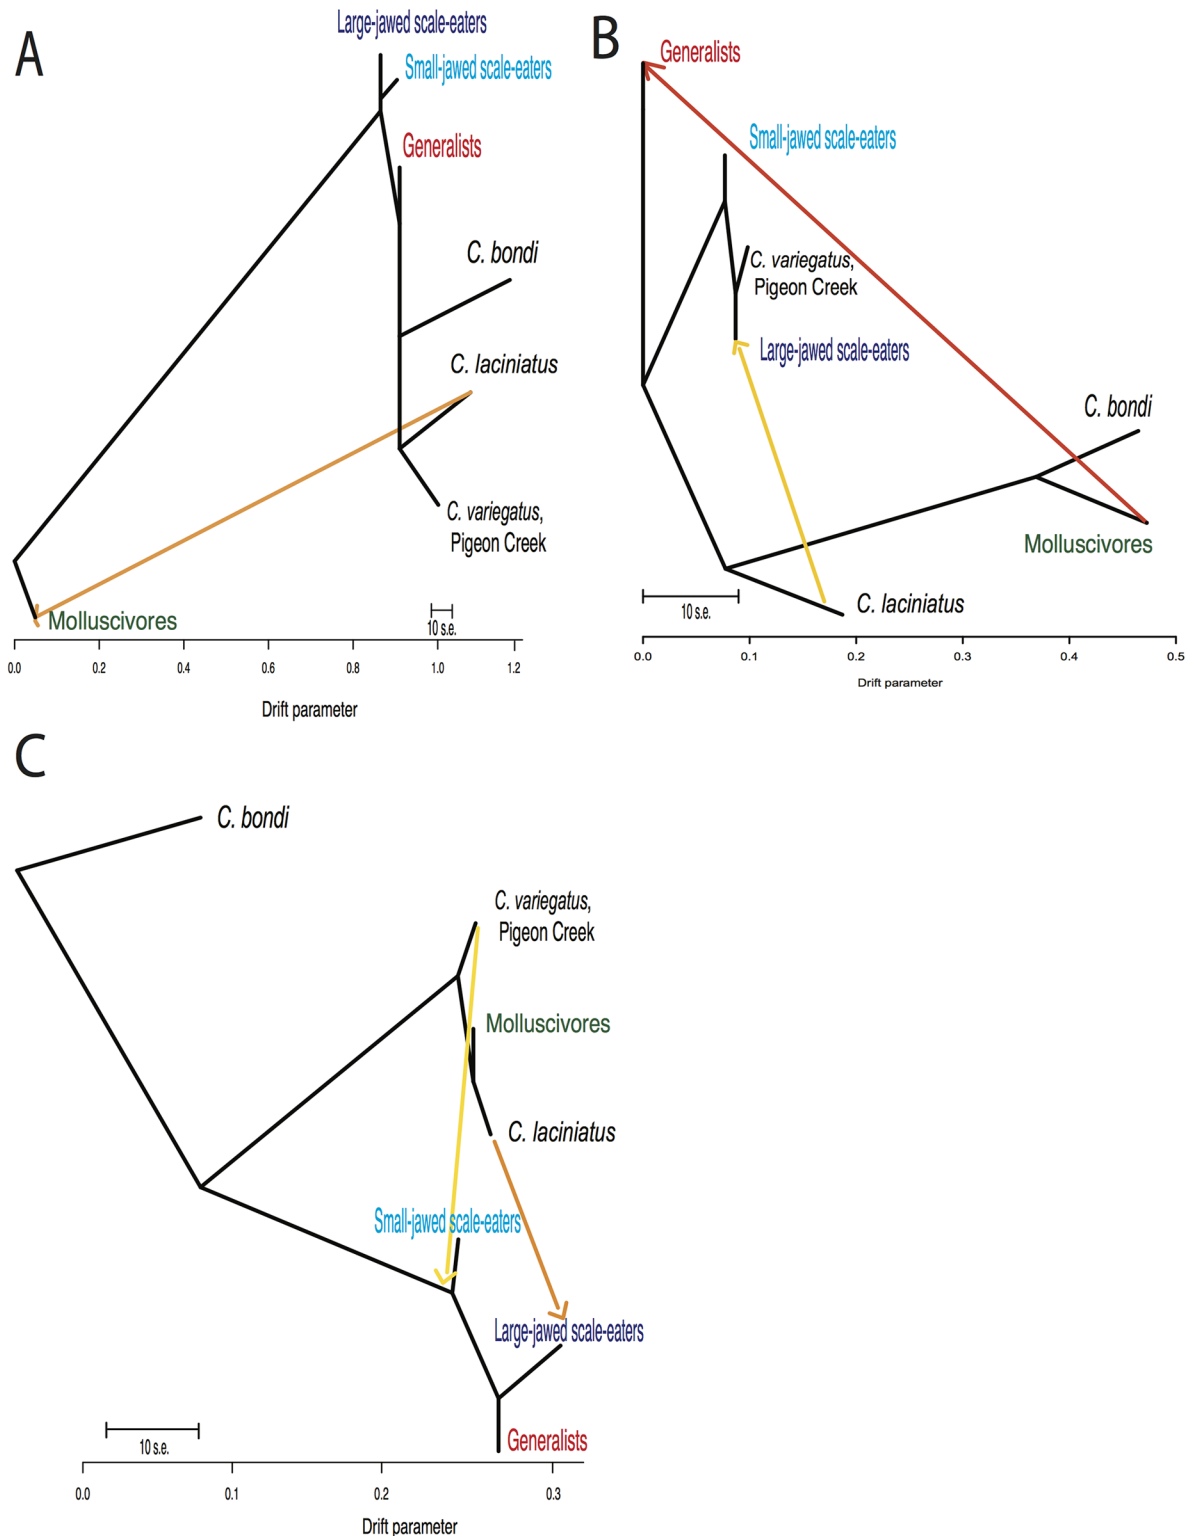 A
Large-jawed scale-eaters
Small-jawed scale-eaters
Generalists
C. bondi
C. laciniatus
C. variegatus,
Pigeon Creek
Molluscivores
10 s.e.
0.0 0.2 0.4 0.6 0.8 1.0 1.2
Drift parameter
B
Generalists
Small-jawed scale-eaters
C. variegatus,
Pigeon Creek
Large-jawed scale-eaters
C. bondi
Molluscivores
C. laciniatus
10 s.e.
0.0 0.1 0.2 0.3 0.4 0.5
Drift parameter
C
C. bondi
C. variegatus,
Pigeon Creek
Molluscivores
C. laciniatus
Small-jawed scale-eaters
Large-jawed scale-eaters
Generalists
10 s.e.
0.0 0.1 0.2 0.3
Drift parameter